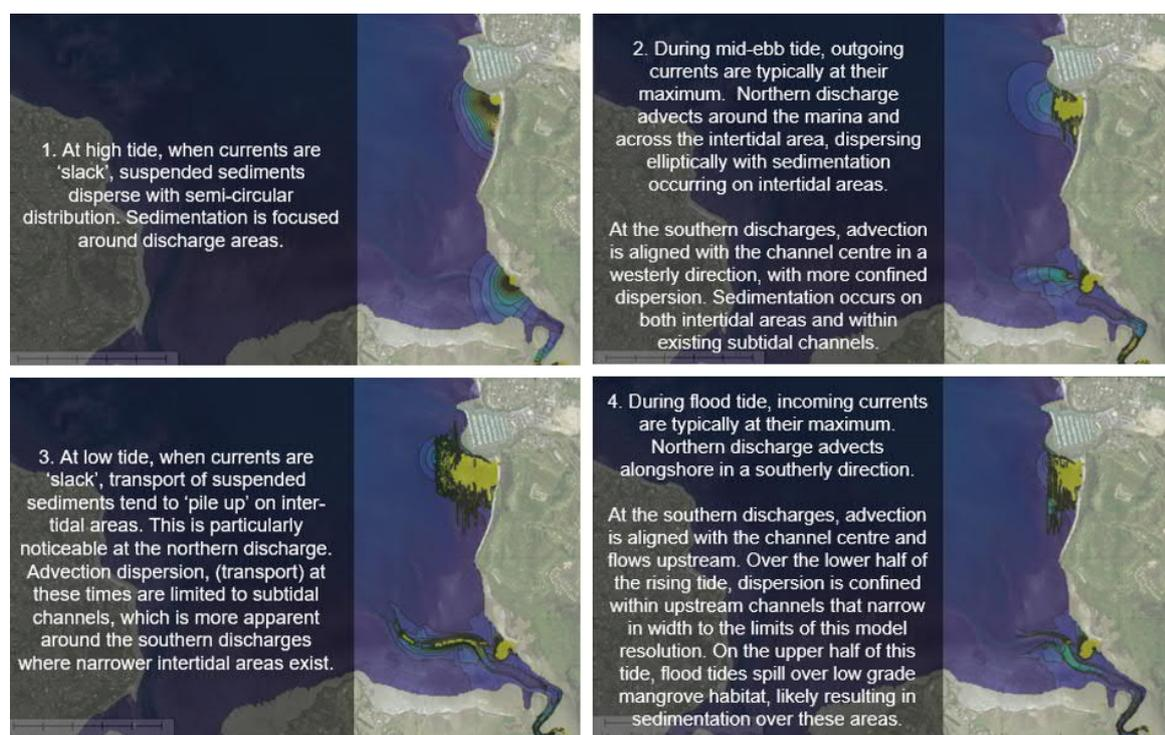 1. At high tide, when currents are
‘slack’, suspended sediments
disperse with semi-circular
distribution. Sedimentation is focused
around discharge areas.
2. During mid-ebb tide, outgoing
currents are typically at their
maximum. Northern discharge
advects around the marina and
across the intertidal area, dispersing
elliptically with sedimentation
occurring on intertidal areas.
At the southern discharges, advection
is aligned with the channel centre in a
westerly direction, with more confined
dispersion. Sedimentation occurs on
both intertidal areas and within
existing subtidal channels.
3. At low tide, when currents are
‘slack’, transport of suspended
sediments tend to ‘pile up’ on inter-
tidal areas. This is particularly
noticeable at the northern discharge.
Advection dispersion, (transport) at
these times are limited to subtidal
channels, which is more apparent
around the southern discharges
where narrower intertidal areas exist.
4. During flood tide, incoming currents
are typically at their maximum.
Northern discharge advects
alongshore in a southerly direction.
At the southern discharges, advection
is aligned with the channel centre and
flows upstream. Over the lower half of
the rising tide, dispersion is confined
within upstream channels that narrow
in width to the limits of this model
resolution. On the upper half of this
tide, flood tides spill over low grade
mangrove habitat, likely resulting in
sedimentation over these areas.